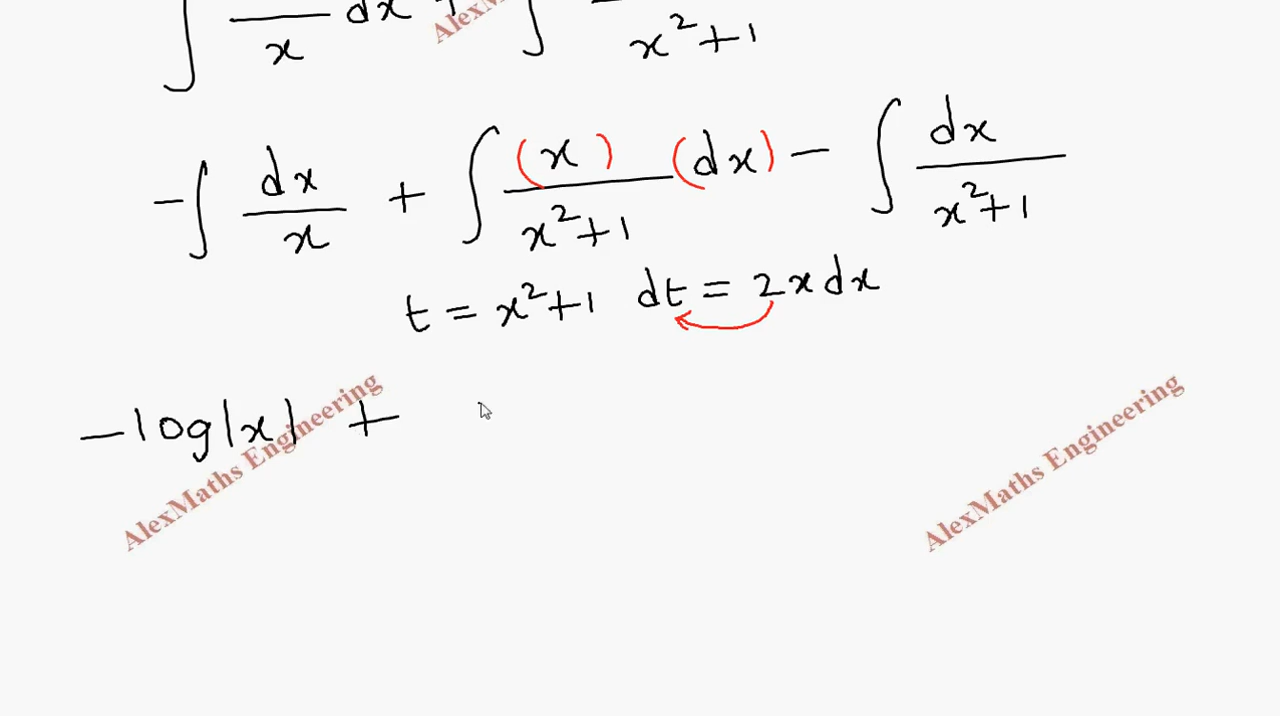 ∫ dx/x ∫ x²+1
-∫ dx/x + ∫ (x)/(x²+1) (dx) - ∫ dx/(x²+1)
t = x²+1 dt = 2x dx
-log|x| +
AlexMaths Engineering
AlexMaths Engineering